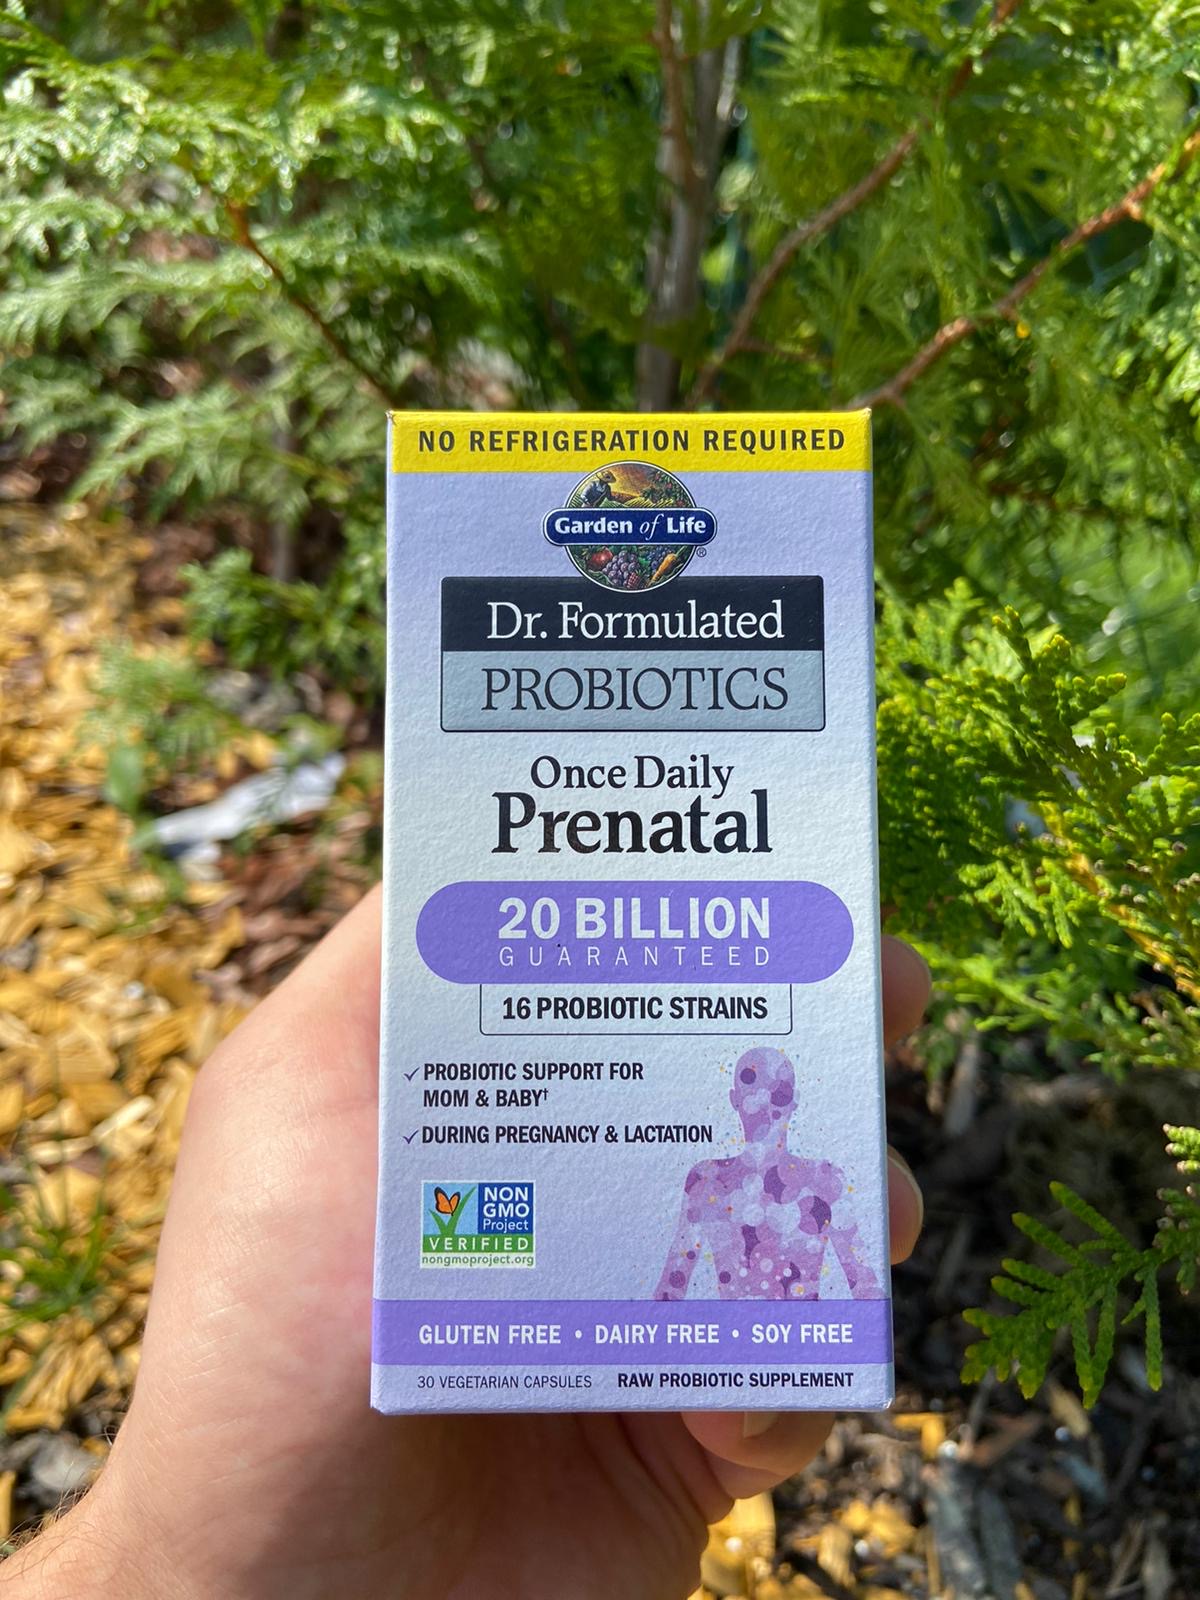 NO REFRIGERATION REQUIRED
Garden of Life®
Dr. Formulated
PROBIOTICS
Once Daily
Prenatal
20 BILLION
GUARANTEED
16 PROBIOTIC STRAINS
✓ PROBIOTIC SUPPORT FOR
MOM & BABY†
✓ DURING PREGNANCY & LACTATION
NON
GMO
Project
VERIFIED
nongmoproject.org
GLUTEN FREE • DAIRY FREE • SOY FREE
30 VEGETARIAN CAPSULES RAW PROBIOTIC SUPPLEMENT